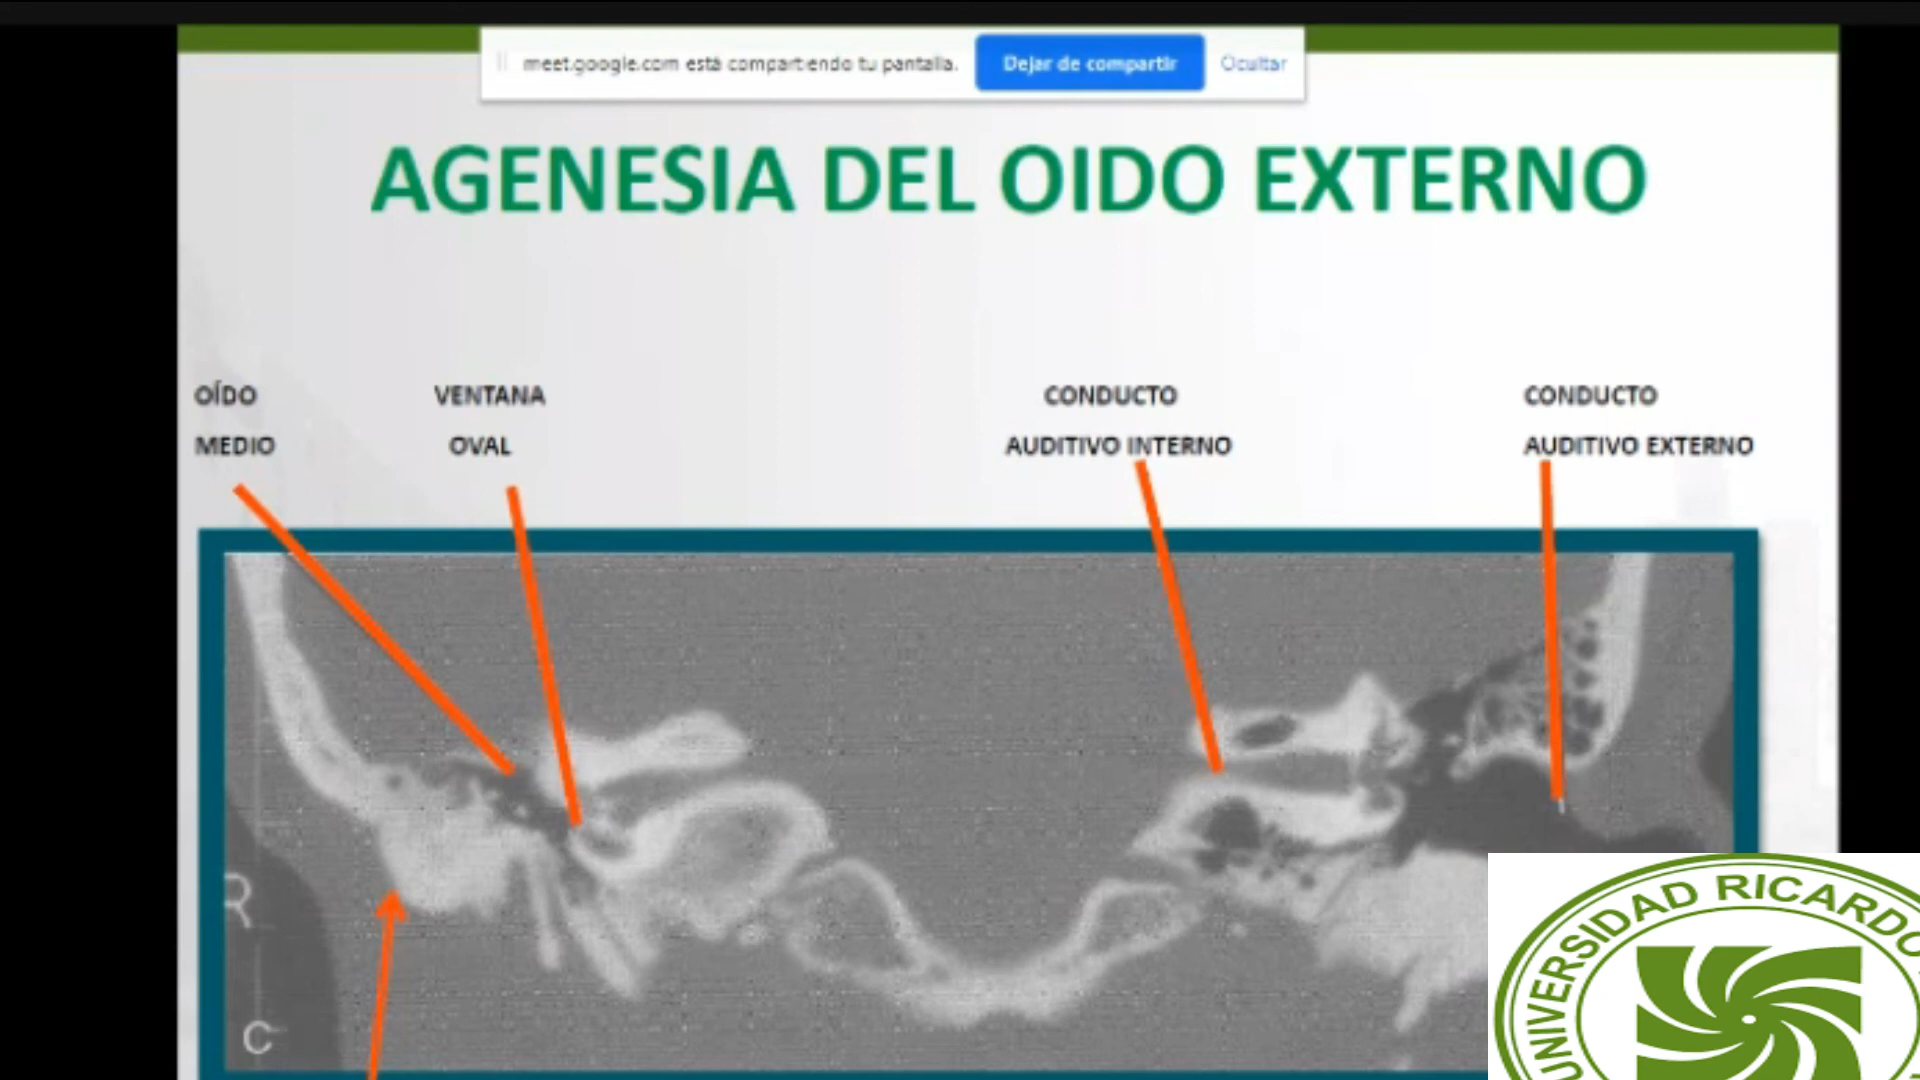 meet.google.com está compartiendo tu pantalla.
Dejar de compartir
Ocultar
AGENESIA DEL OIDO EXTERNO
OÍDO
MEDIO
VENTANA
OVAL
CONDUCTO
AUDITIVO INTERNO
CONDUCTO
AUDITIVO EXTERNO
R
C
UNIVERSIDAD RICARDO